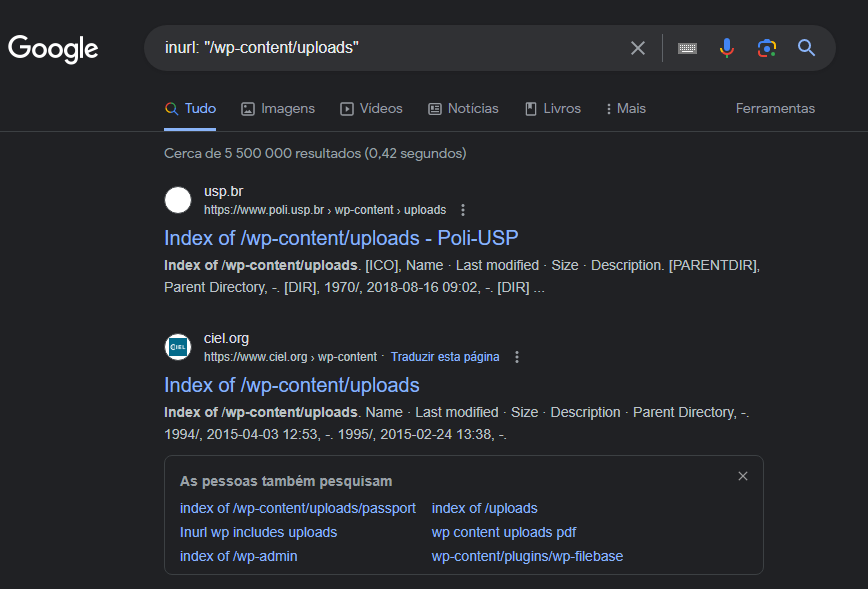 Google
inurl: "/wp-content/uploads"
Tudo Imagens Vídeos Notícias Livros Mais Ferramentas
Cerca de 5 500 000 resultados (0,42 segundos)
usp.br
https://www.poli.usp.br › wp-content › uploads
Index of /wp-content/uploads - Poli-USP
Index of /wp-content/uploads. [ICO], Name · Last modified · Size · Description. [PARENTDIR],
Parent Directory, -. [DIR], 1970/, 2018-08-16 09:02, -. [DIR] ...
CIEL
ciel.org
https://www.ciel.org › wp-content · Traduzir esta página
Index of /wp-content/uploads
Index of /wp-content/uploads. Name · Last modified · Size · Description · Parent Directory, -.
1994/, 2015-04-03 12:53, -. 1995/, 2015-02-24 13:38, -.
As pessoas também pesquisam
index of /wp-content/uploads/passport index of /uploads
Inurl wp includes uploads wp content uploads pdf
index of /wp-admin wp-content/plugins/wp-filebase